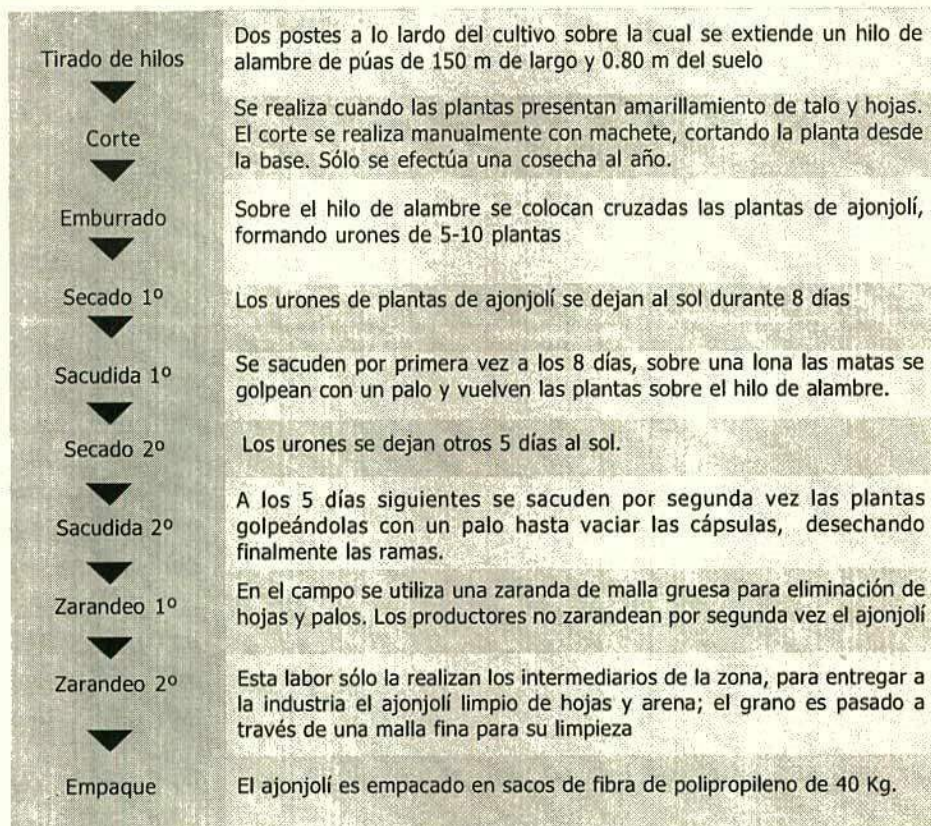 Tirado de hilos
Dos postes a lo lardo del cultivo sobre la cual se extiende un hilo de
alambre de púas de 150 m de largo y 0.80 m del suelo
Corte
Se realiza cuando las plantas presentan amarillamiento de talo y hojas.
El corte se realiza manualmente con machete, cortando la planta desde
la base. Sólo se efectúa una cosecha al año.
Emburrado
Sobre el hilo de alambre se colocan cruzadas las plantas de ajonjolí,
formando urones de 5-10 plantas
Secado 1º
Los urones de plantas de ajonjolí se dejan al sol durante 8 días
Sacudida 1º
Se sacuden por primera vez a los 8 días, sobre una lona las matas se
golpean con un palo y vuelven las plantas sobre el hilo de alambre.
Secado 2º
Los urones se dejan otros 5 días al sol.
Sacudida 2º
A los 5 días siguientes se sacuden por segunda vez las plantas
golpeándolas con un palo hasta vaciar las cápsulas, desechando
finalmente las ramas.
Zarandeo 1º
En el campo se utiliza una zaranda de malla gruesa para eliminación de
hojas y palos. Los productores no zarandean por segunda vez el ajonjolí
Zarandeo 2º
Esta labor sólo la realizan los intermediarios de la zona, para entregar a
la industria el ajonjolí limpio de hojas y arena; el grano es pasado a
través de una malla fina para su limpieza
Empaque
El ajonjolí es empacado en sacos de fibra de polipropileno de 40 Kg.